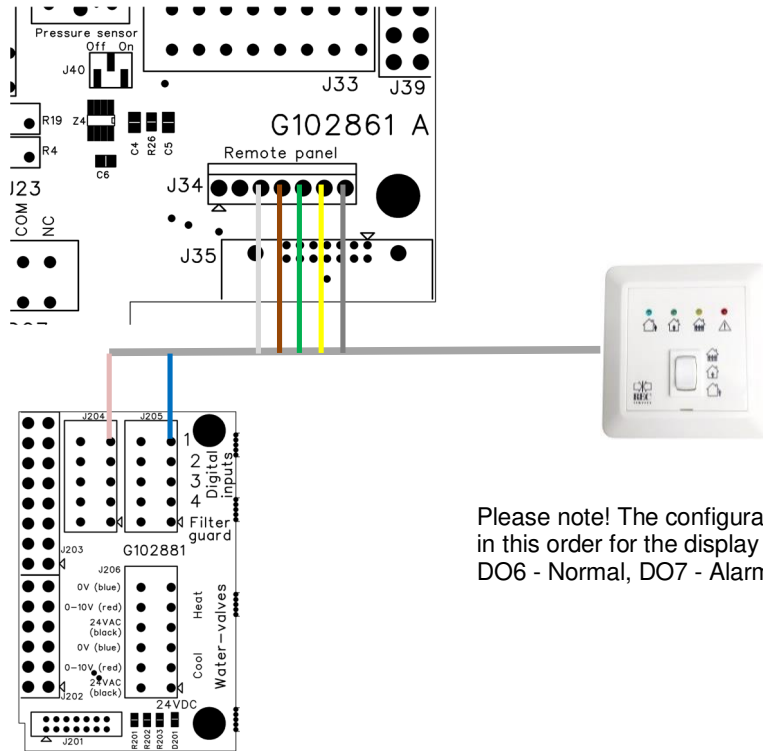 Pressure sensor
Off On
J40
J33
J39
R19
Z4
C4
R26
C5
G102861 A
R4
C6
Remote panel
J23
J34
COM
NC
J35
REC
J204
J205
1
2
3
4
Digital inputs
Filter guard
J203
G102881
J206
0V (blue)
0-10V (red)
24VAC (black)
Heat
0V (blue)
0-10V (red)
24VAC (black)
Cool
Water-valves
J202
24VDC
J201
R201
R202
R203
D201
Please note! The configura
in this order for the display
DO6 - Normal, DO7 - Alarm